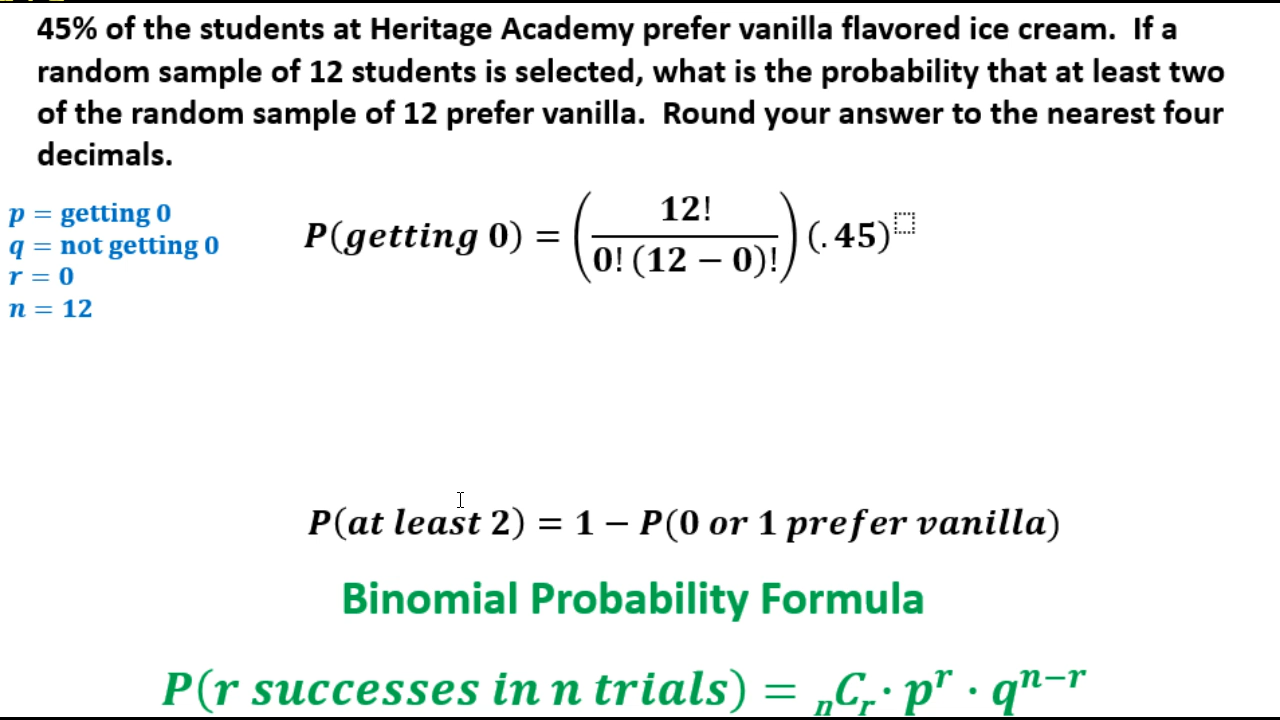 45% of the students at Heritage Academy prefer vanilla flavored ice cream.  If a
random sample of 12 students is selected, what is the probability that at least two
of the random sample of 12 prefer vanilla.  Round your answer to the nearest four
decimals.
p = getting 0
q = not getting 0
r = 0
n = 12
P(getting 0) = (12! / 0! (12 − 0)!) (.45)^⬚
P(at least 2) = 1 − P(0 or 1 prefer vanilla)
Binomial Probability Formula
P(r successes in n trials) = ₙCᵣ · pʳ · qⁿ⁻ʳ